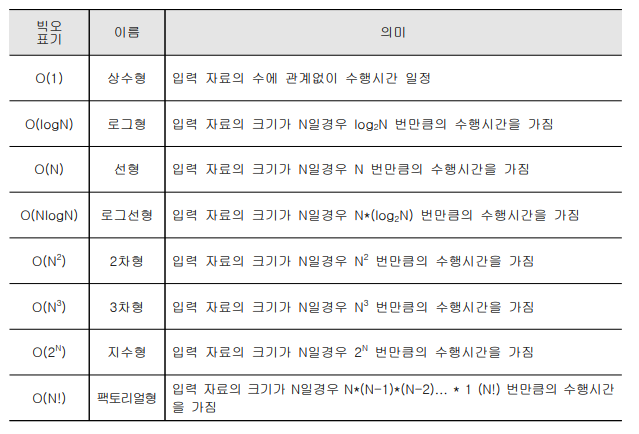 빅오
표기
이름
의미
O(1)
상수형
입력 자료의 수에 관계없이 수행시간 일정
O(logN)
로그형
입력 자료의 크기가 N일경우 log₂N 번만큼의 수행시간을 가짐
O(N)
선형
입력 자료의 크기가 N일경우 N 번만큼의 수행시간을 가짐
O(NlogN)
로그선형
입력 자료의 크기가 N일경우 N*(log₂N) 번만큼의 수행시간을 가짐
O(N²)
2차형
입력 자료의 크기가 N일경우 N² 번만큼의 수행시간을 가짐
O(N³)
3차형
입력 자료의 크기가 N일경우 N³ 번만큼의 수행시간을 가짐
O(2ᴺ)
지수형
입력 자료의 크기가 N일경우 2ᴺ 번만큼의 수행시간을 가짐
O(N!)
팩토리얼형
입력 자료의 크기가 N일경우 N*(N-1)*(N-2)... * 1 (N!) 번만큼의 수행시간
을 가짐